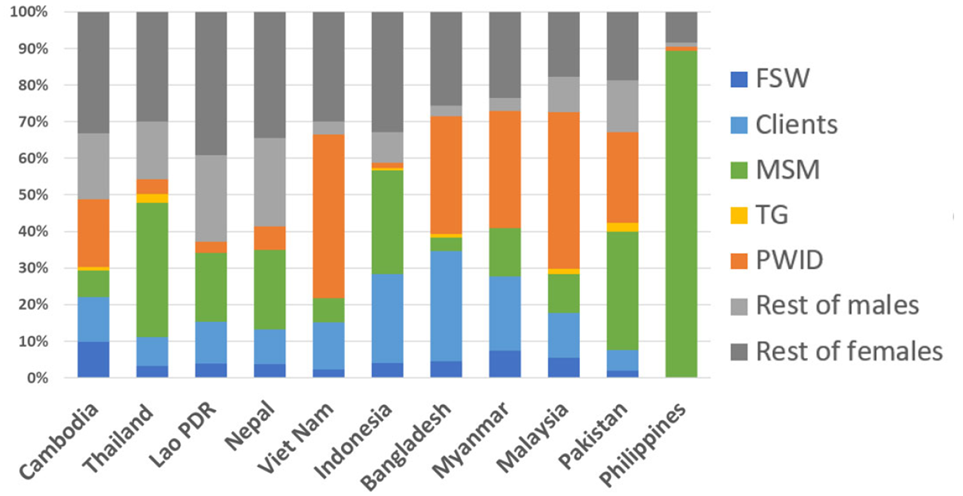 100%
90%
80%
70%
60%
50%
40%
30%
20%
10%
0%
Cambodia
Thailand
Lao PDR
Nepal
Viet Nam
Indonesia
Bangladesh
Myanmar
Malaysia
Pakistan
Philippines
FSW
Clients
MSM
TG
PWID
Rest of males
Rest of females